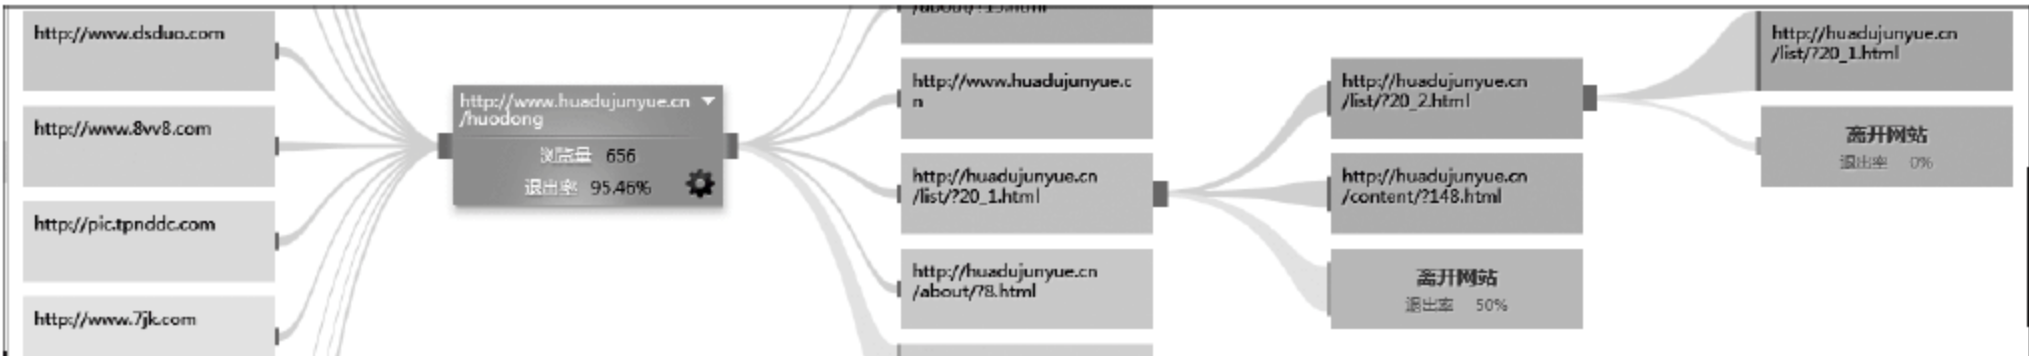 http://www.dsduo.com
http://www.8vv8.com
http://pic.tpnddc.com
http://www.7jk.com
http://www.huadujunyue.cn
/huodong
浏览量 656
退出率 95.46%
/about/?15.html
http://www.huadujunyue.c
n
http://huadujunyue.cn
/list/?20_1.html
http://huadujunyue.cn
/about/?8.html
http://huadujunyue.cn
/list/?20_2.html
http://huadujunyue.cn
/content/?148.html
离开网站
退出率 50%
http://huadujunyue.cn
/list/?20_1.html
离开网站
退出率 0%